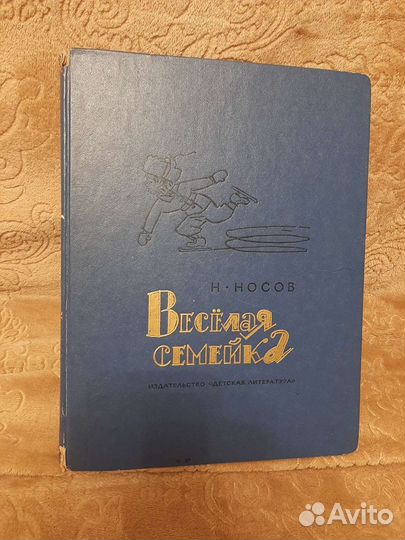 Н · НОСОВ
ВЕСЁЛАЯ
СЕМЕЙКА
ИЗДАТЕЛЬСТВО «ДЕТСКАЯ ЛИТЕРАТУРА»
Avito